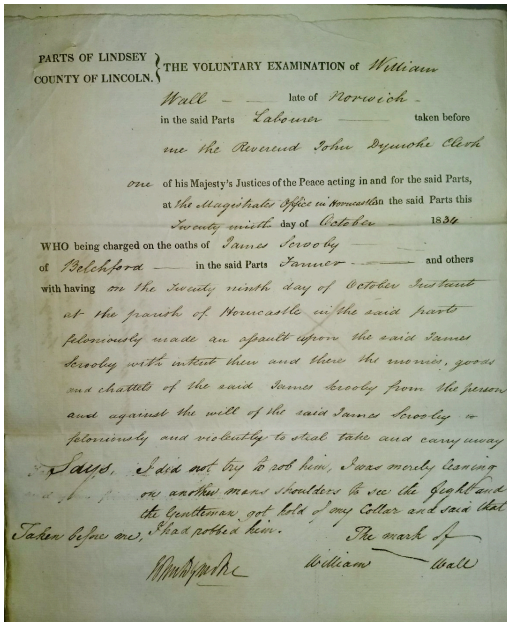 PARTS OF LINDSEY
COUNTY OF LINCOLN.
THE VOLUNTARY EXAMINATION of William
Wall late of Norwich
in the said Parts Labourer taken before
me the Reverend John Dymoke Clerk
one of his Majesty's Justices of the Peace acting in and for the said Parts,
at the Magistrates Office in Horncastle in the said Parts this
Twenty ninth day of October 1834
WHO being charged on the oaths of James Scrooby
of Belchford in the said Parts Farmer and others
with having on the Twenty ninth day of October Instant
at the parish of Horncastle in the said parts
feloniously made an assault upon the said James
Scrooby with intent then and there the monies, goods
and chattels of the said James Scrooby from the person
and against the will of the said James Scrooby
feloniously and violently to steal take and carry away
Says, I did not try to rob him, I was merely leaning
on another mans shoulders to see the fight and
the Gentleman got hold of my Collar and said that
I had robbed him.
Taken before me,
The mark of
John Dymoke
William Wall